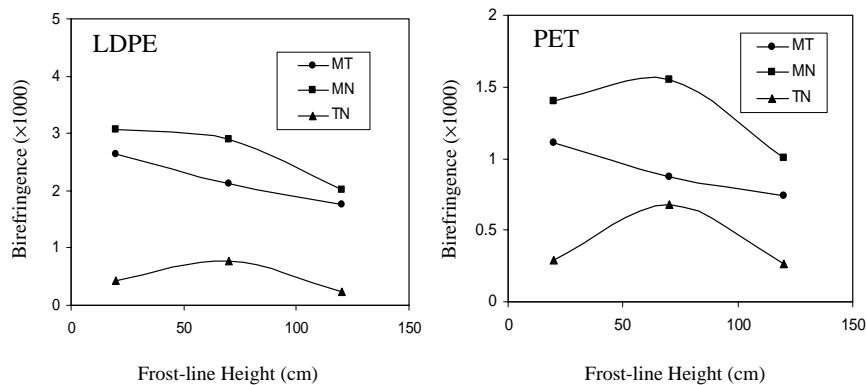 LDPE
MT
MN
TN
5
4
3
2
1
0
0
50
100
150
Birefringence (×1000)
Frost-line Height (cm)
PET
MT
MN
TN
2
1.5
1
0.5
0
0
50
100
150
Birefringence (×1000)
Frost-line Height (cm)